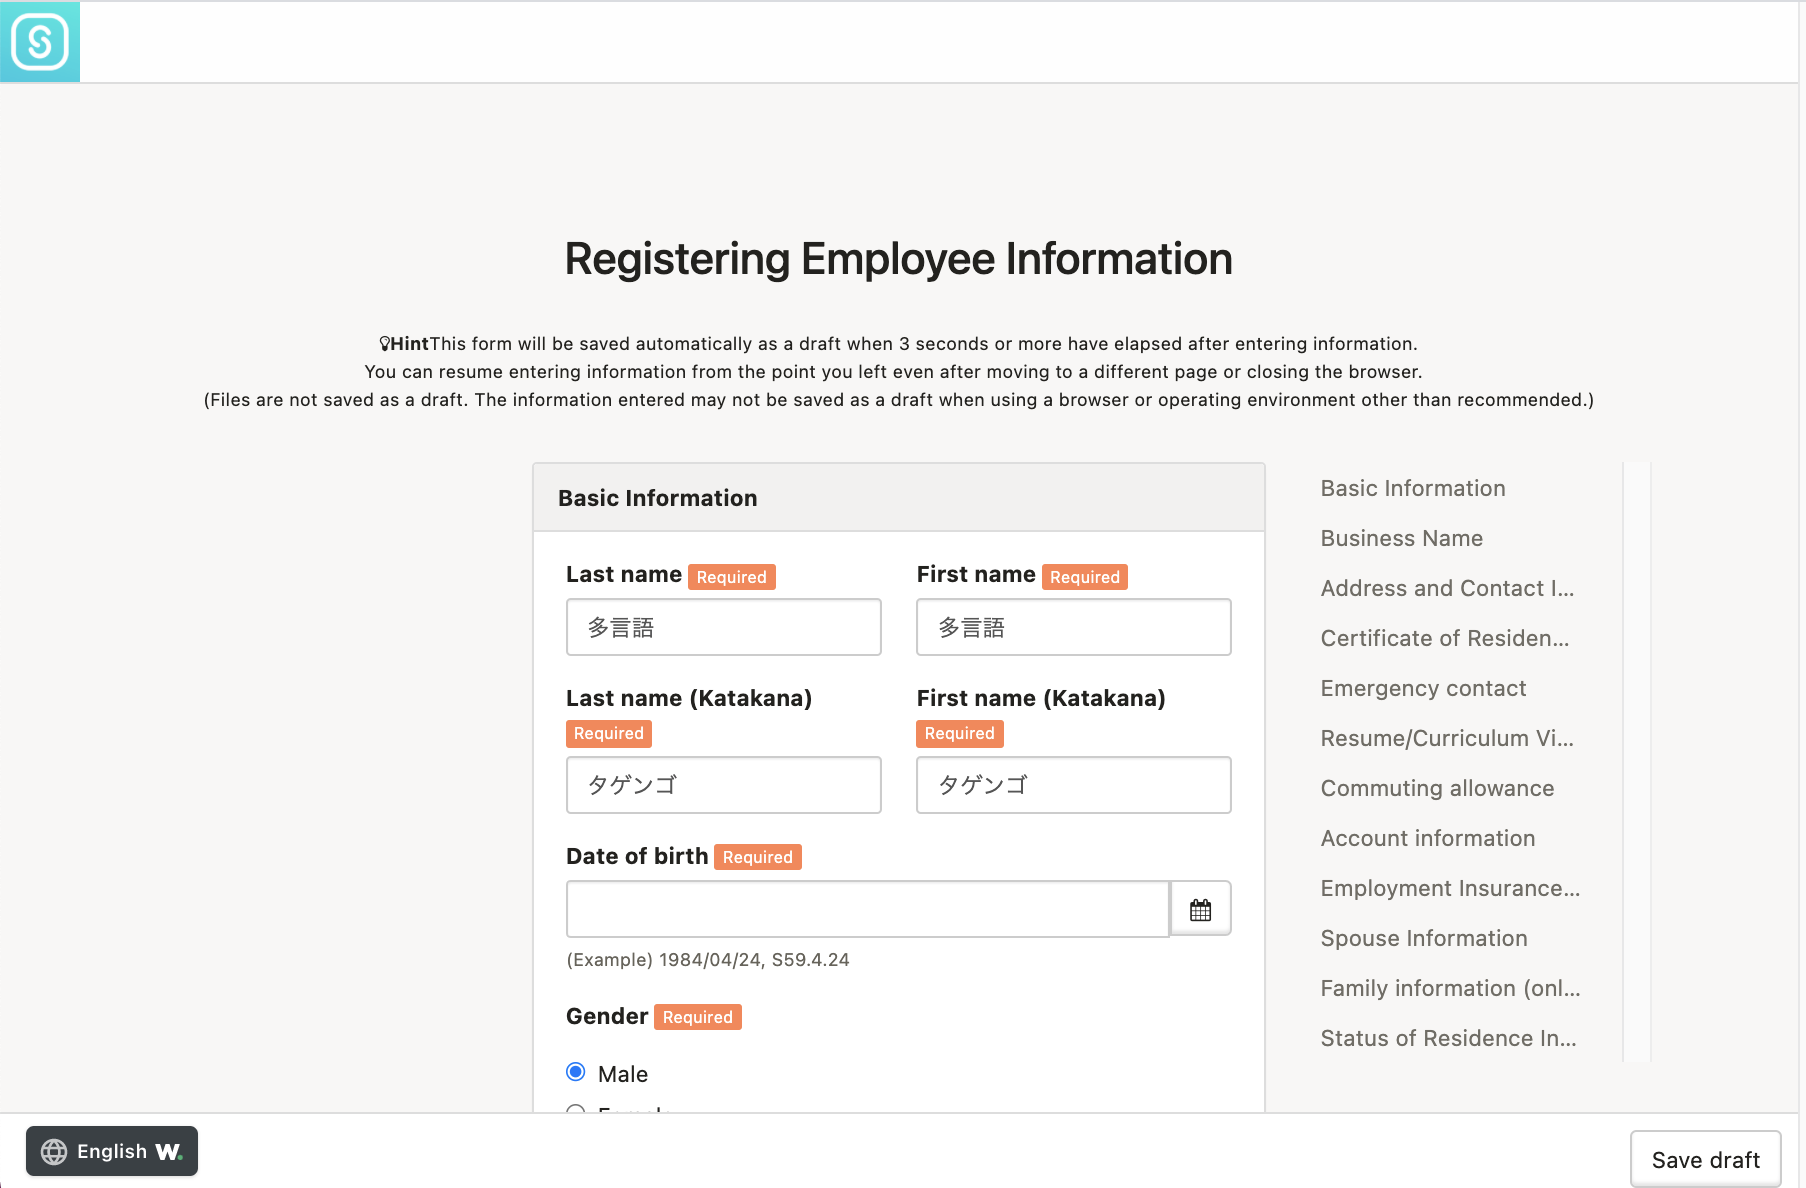 Registering Employee Information
HintThis form will be saved automatically as a draft when 3 seconds or more have elapsed after entering information.
You can resume entering information from the point you left even after moving to a different page or closing the browser.
(Files are not saved as a draft. The information entered may not be saved as a draft when using a browser or operating environment other than recommended.)
Basic Information
Last name Required
First name Required
多言語
多言語
Last name (Katakana)
Required
First name (Katakana)
Required
タゲンゴ
タゲンゴ
Date of birth Required
(Example) 1984/04/24, S59.4.24
Gender Required
Male
Basic Information
Business Name
Address and Contact I...
Certificate of Residen...
Emergency contact
Resume/Curriculum Vi...
Commuting allowance
Account information
Employment Insurance...
Spouse Information
Family information (onl...
Status of Residence In...
English W.
Save draft